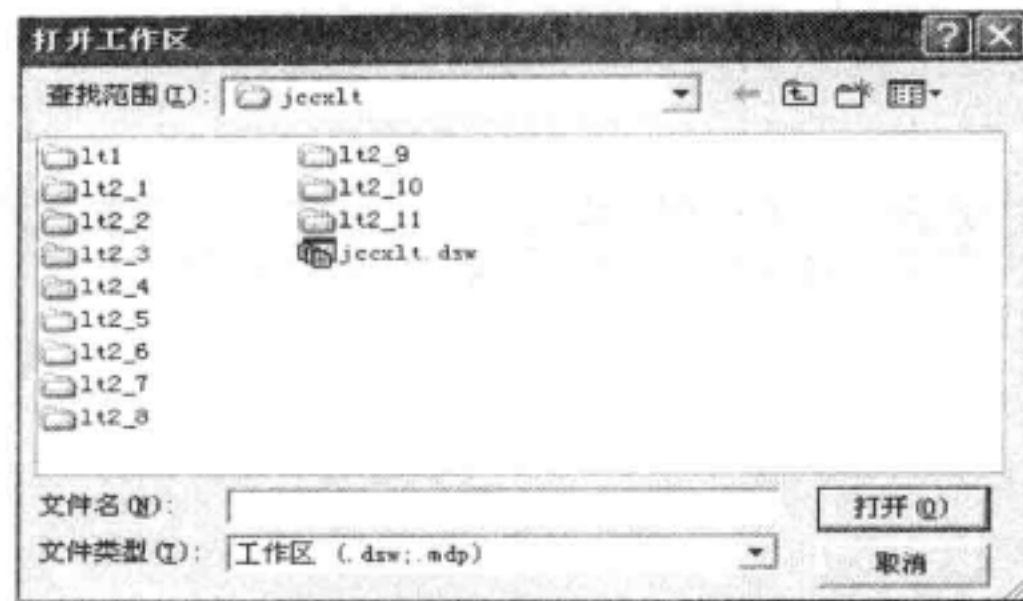 打开工作区
查找范围(I): jccxlt
lt1 lt2_9
lt2_1 lt2_10
lt2_2 lt2_11
lt2_3 jccxlt.dsw
lt2_4
lt2_5
lt2_6
lt2_7
lt2_8
文件名(N): 打开(O)
文件类型(T): 工作区 (.dsw;.mdp) 取消